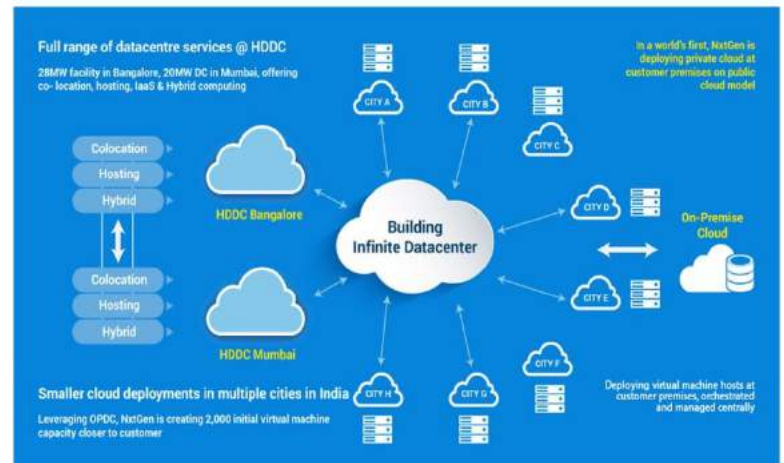 Full range of datacentre services @ HDDC
28MW facility in Bangalore, 20MW DC in Mumbai, offering
co- location, hosting, IaaS & Hybrid computing
In a world's first, NxtGen is
deploying private cloud at
customer premises on public
cloud model
CITY A
CITY B
CITY C
Colocation
Hosting
Hybrid
HDDC Bangalore
Building
Infinite Datacenter
CITY D
On-Premise
Cloud
Colocation
Hosting
Hybrid
HDDC Mumbai
CITY E
CITY F
CITY G
CITY H
Smaller cloud deployments in multiple cities in India
Leveraging OPDC, NxtGen is creating 2,000 initial virtual machine
capacity closer to customer
Deploying virtual machine hosts at
customer premises, orchestrated
and managed centrally